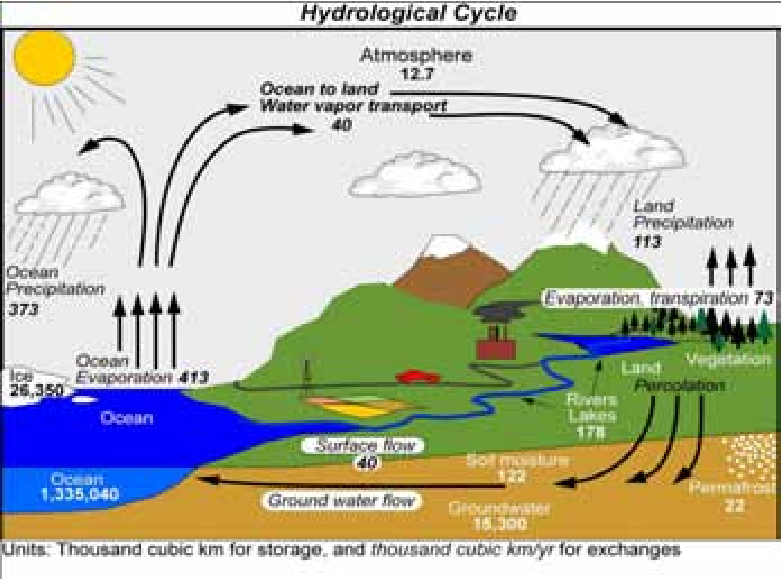 Hydrological Cycle
Atmosphere
12.7
Ocean to land
Water vapor transport
40
Land
Precipitation
113
Ocean
Precipitation
373
Evaporation, transpiration 73
Ice
26,350
Ocean
Evaporation 413
Land
Vegetation
Percolation
Ocean
Rivers
Lakes
178
Surface flow
40
Soil moisture
122
Ocean
1,335,040
Ground water flow
Groundwater
15,300
Permafrost
22
Units: Thousand cubic km for storage, and thousand cubic km/yr for exchanges